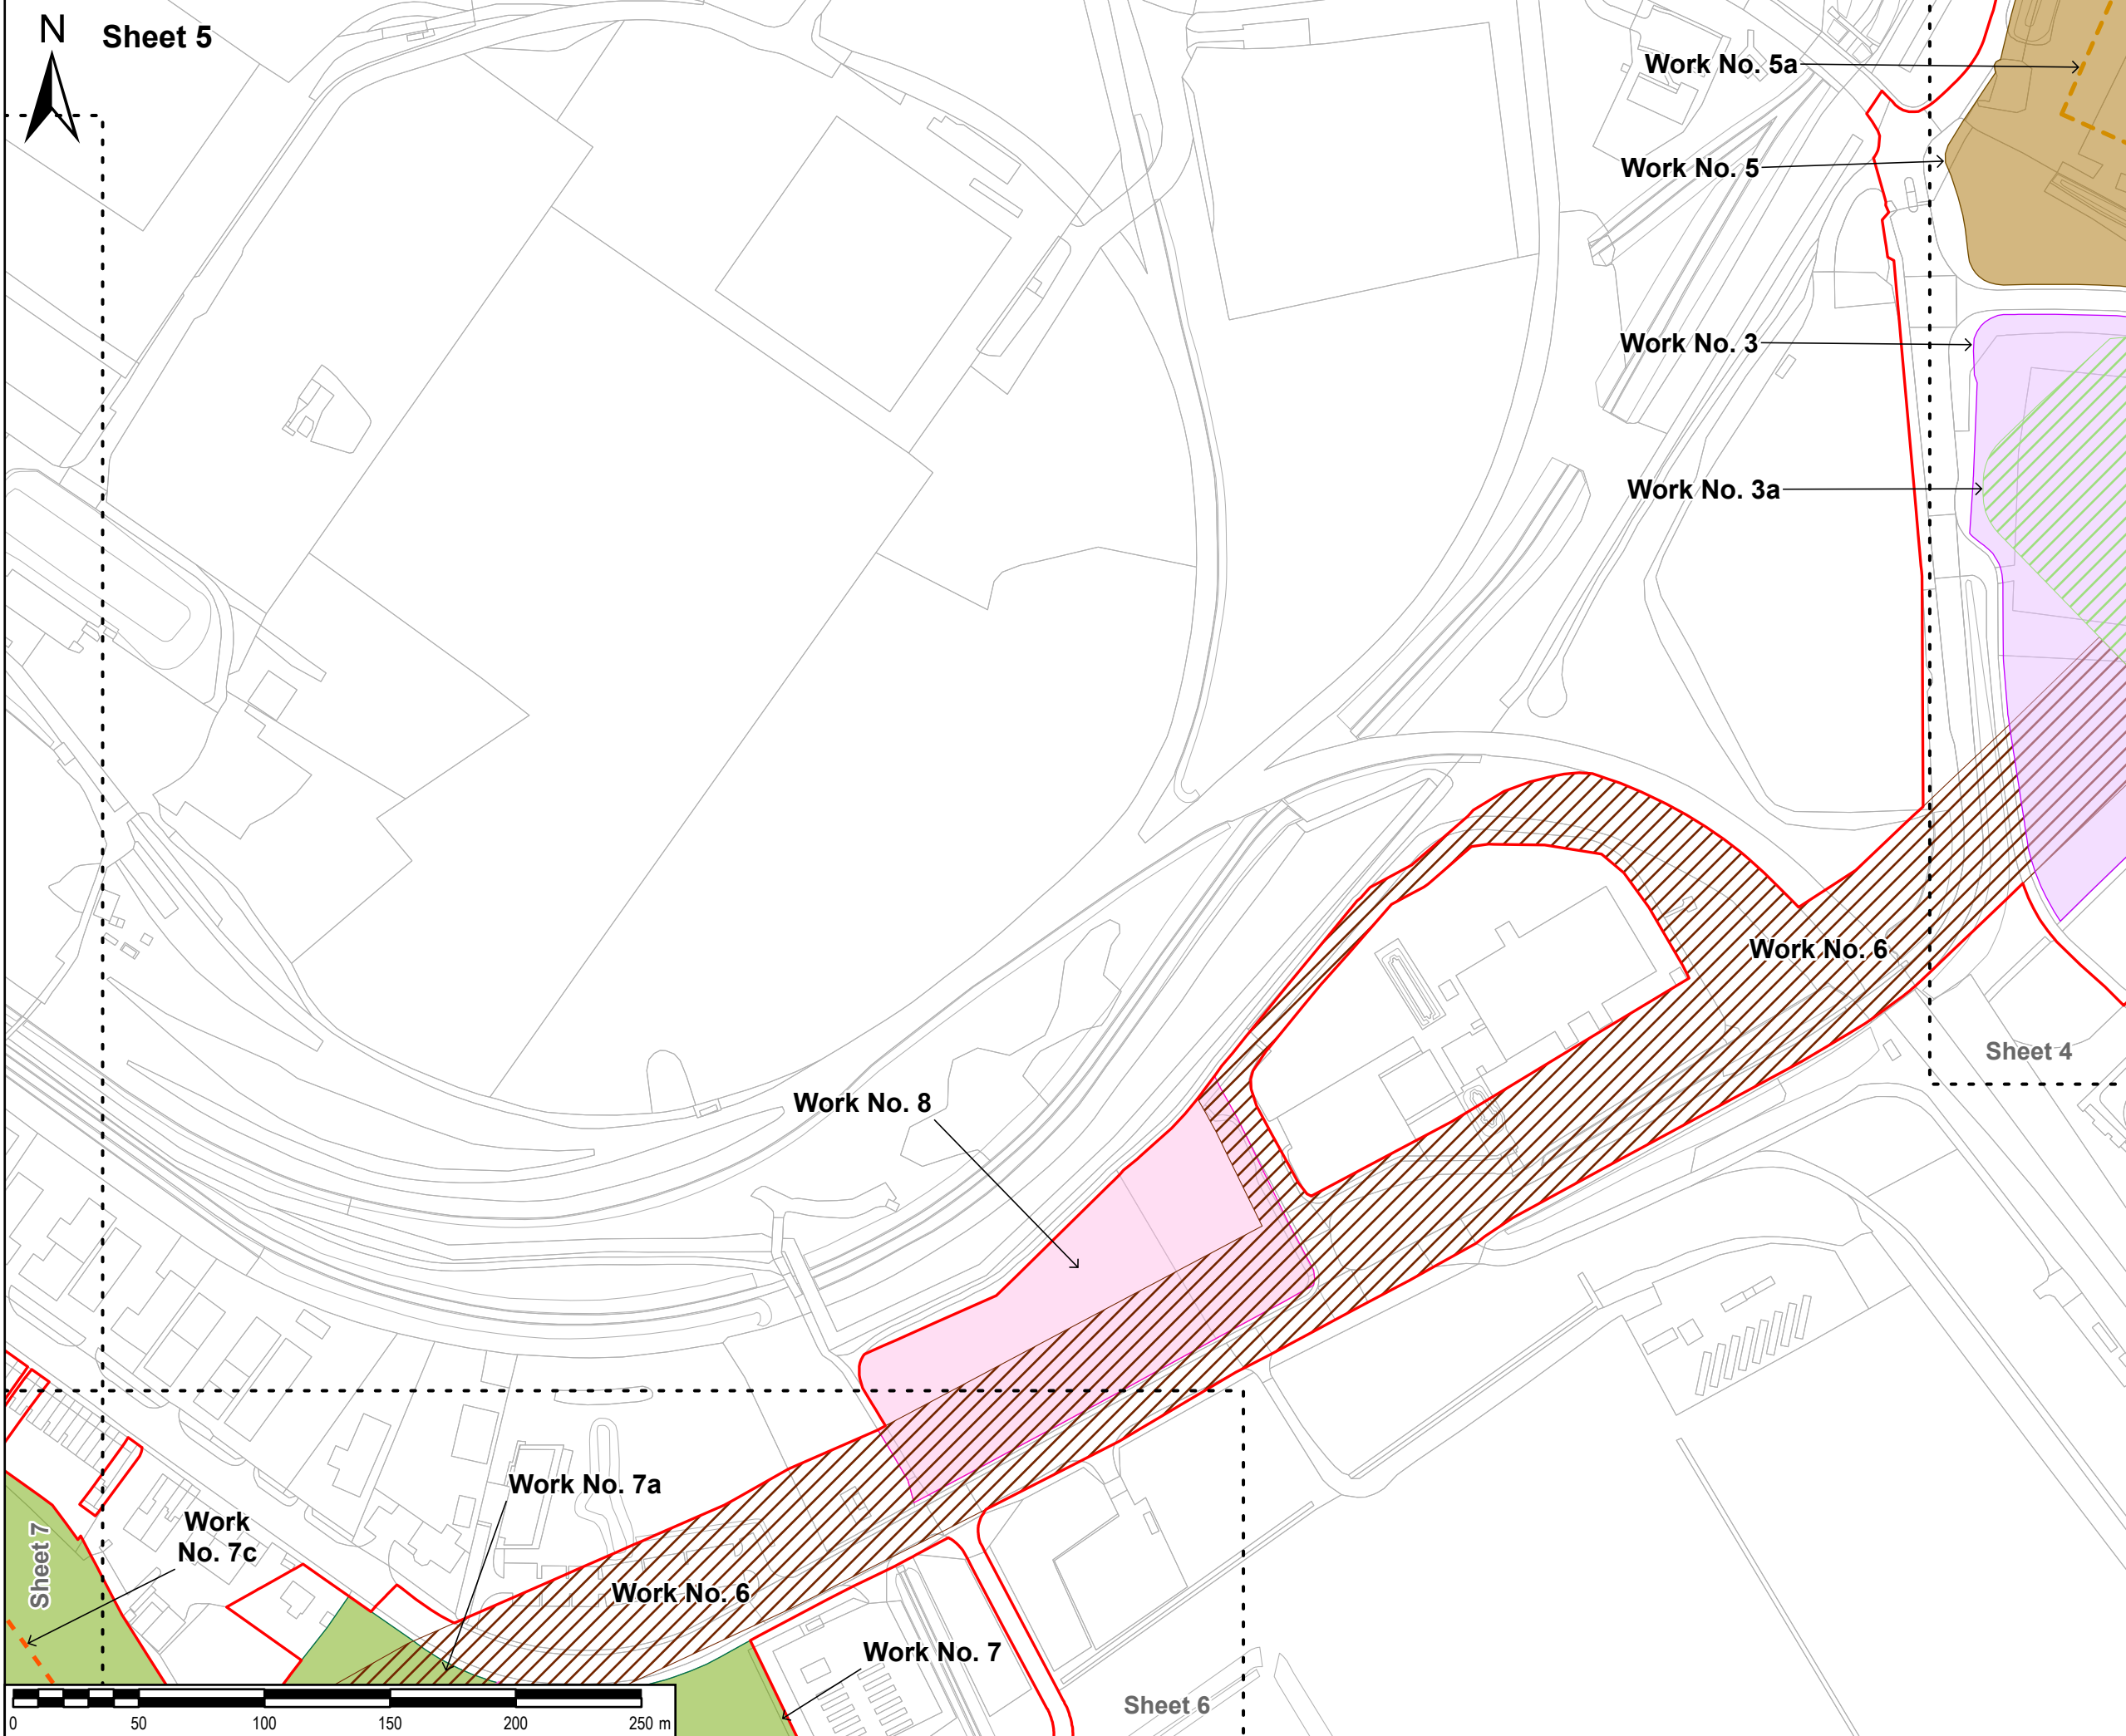 N
Sheet 5
Work No. 5a
Work No. 5
Work No. 3
Work No. 3a
Work No. 6
Sheet 4
Work No. 8
Work No. 7a
Work
No. 7c
Sheet 7
Work No. 6
Work No. 7
Sheet 6
0 50 100 150 200 250 m